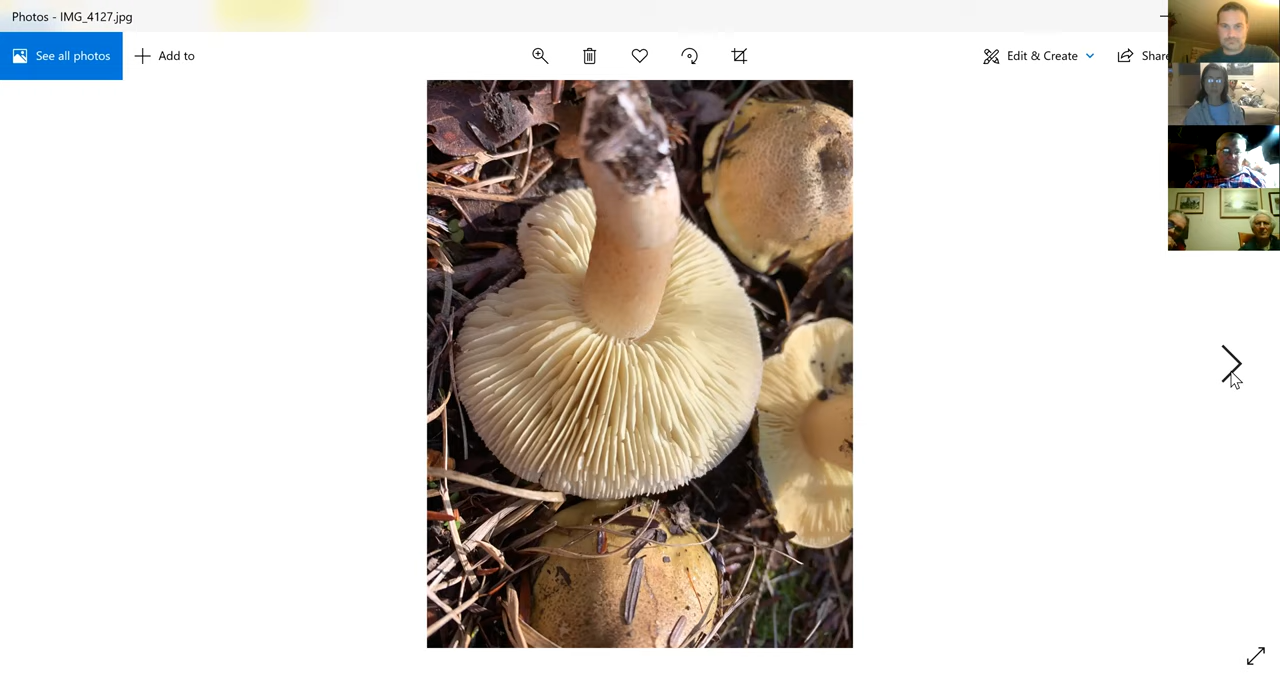 Photos - IMG_4127.jpg
See all photos
Add to
Edit & Create
Share